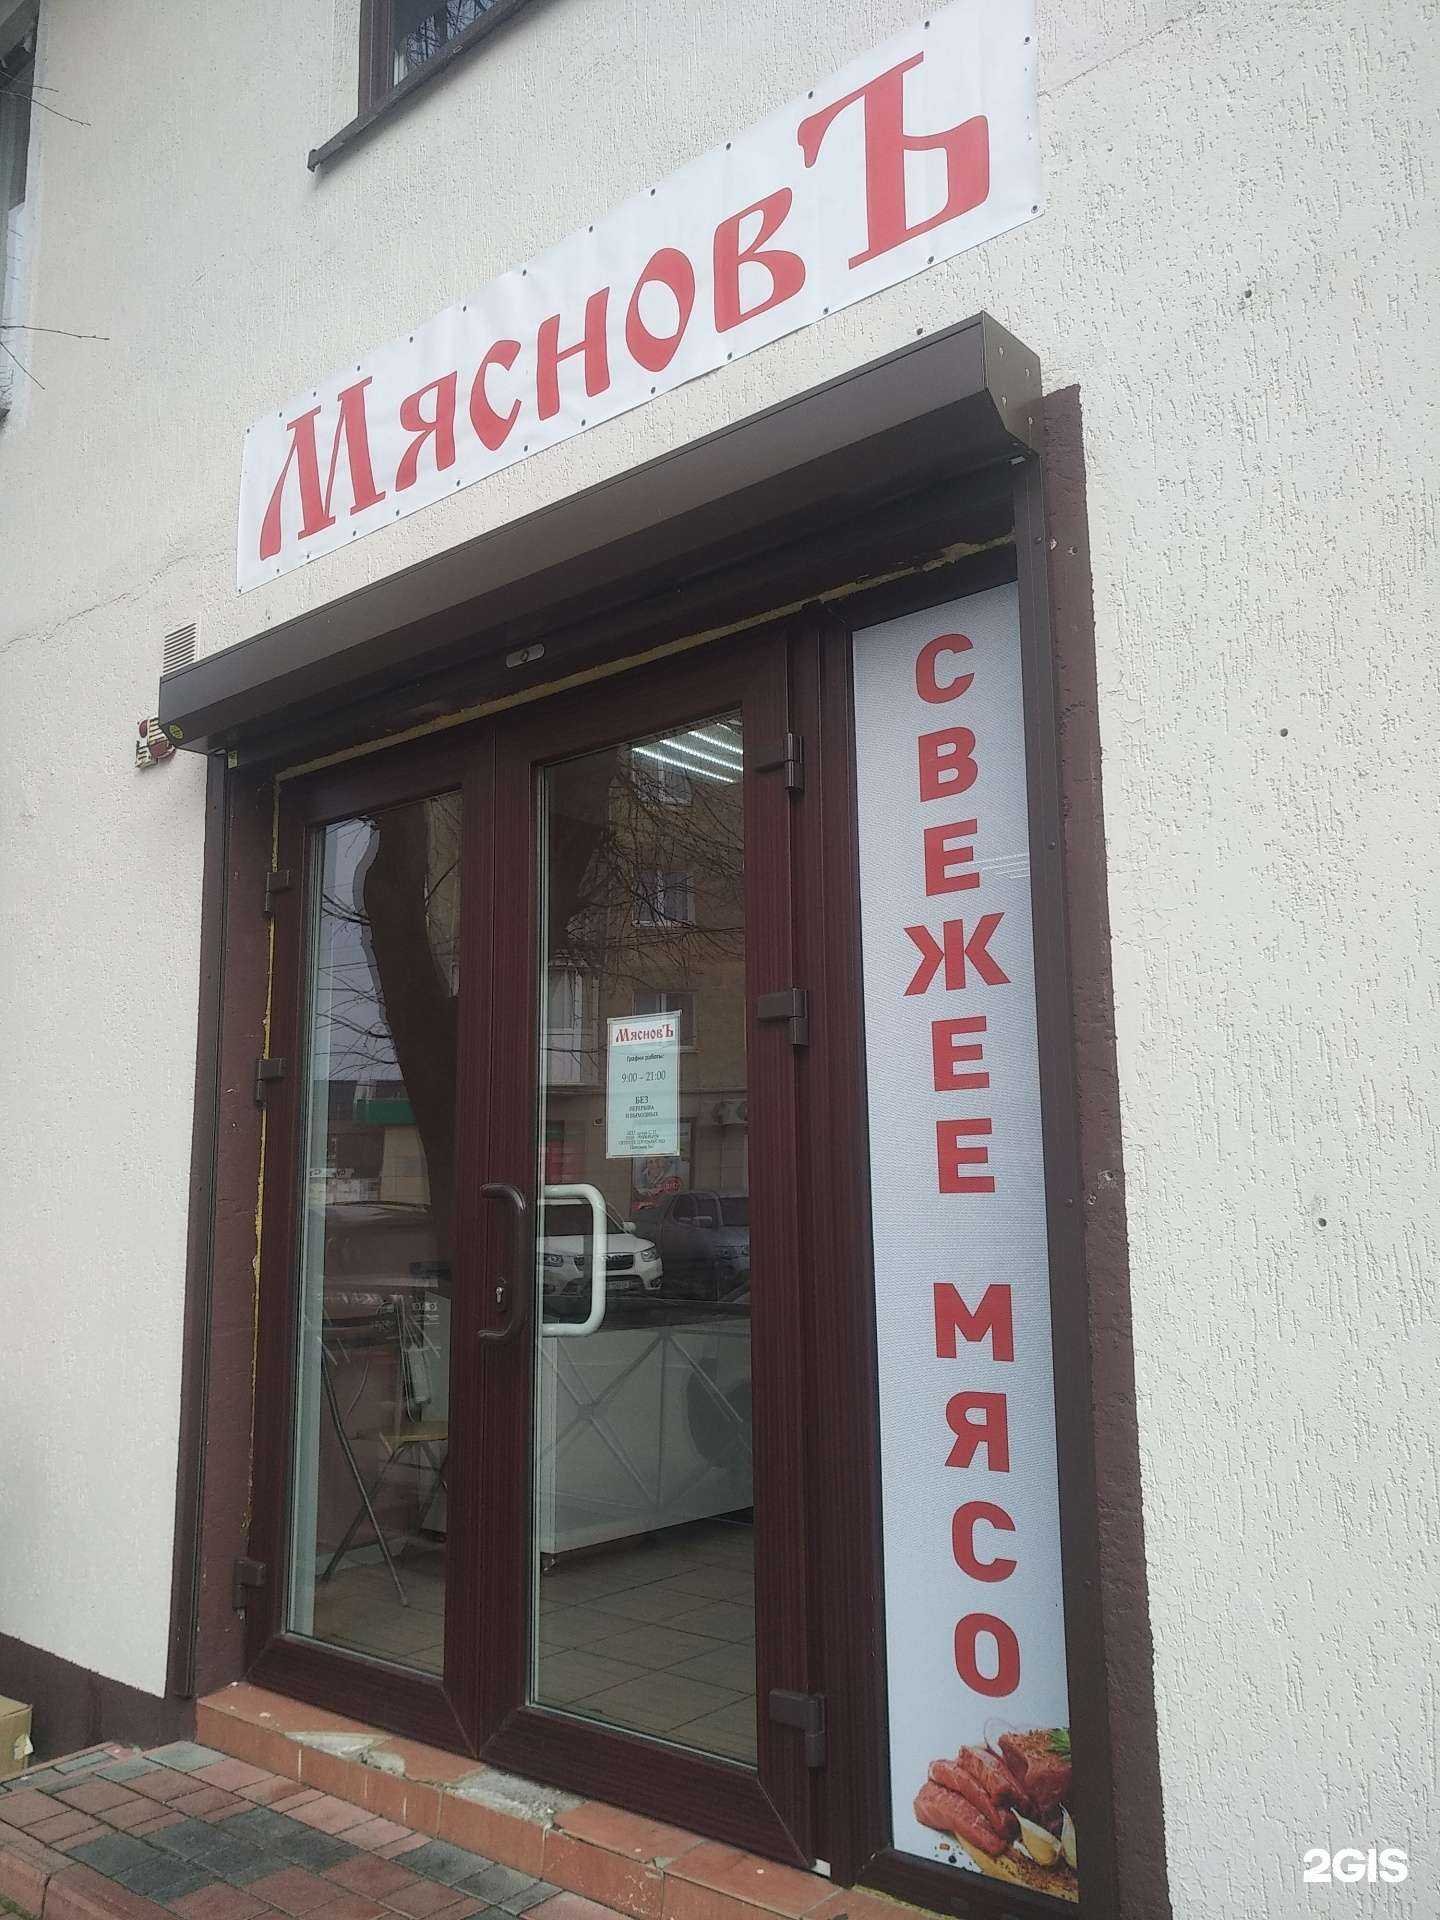 МясновЪ
СВЕЖЕЕ МЯСО
МясновЪ
График работы:
9:00 – 21:00
БЕЗ
ПЕРЕРЫВА
И ВЫХОДНЫХ
2GIS